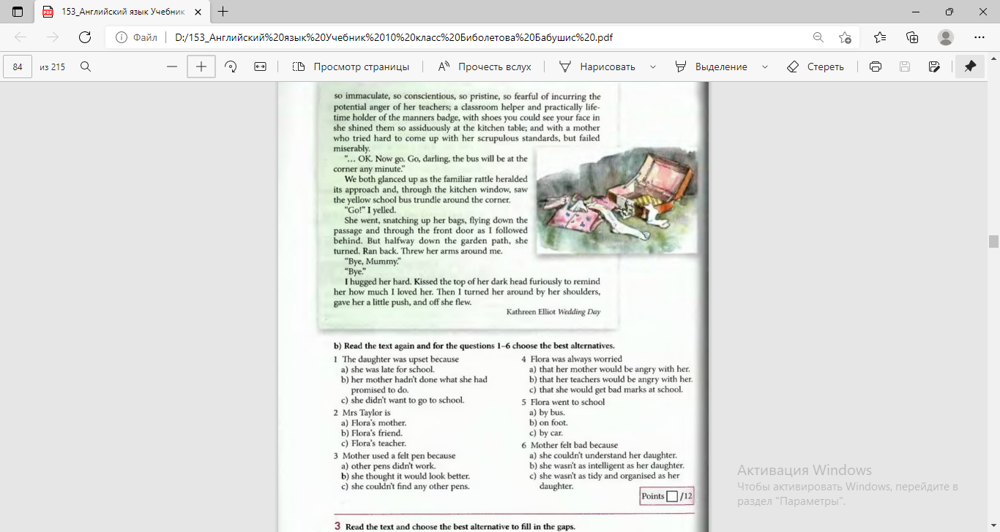 153_Английский язык Учебник
Файл
D:/153_Английский%20язык%20Учебник%2010%20класс%20Биболетова%20Бабушис%20.pdf
84 из 215
Просмотр страницы
Прочесть вслух
Нарисовать
Выделение
Стереть
so immaculate, so conscientious, so pristine, so fearful of incurring the
potential anger of her teachers; a classroom helper and practically life-
time holder of the manners badge, with shoes you could see your face in
she shined them so assiduously at the kitchen table; and with a mother
who tried hard to come up with her scrupulous standards, but failed
miserably.
“... OK. Now go. Go, darling, the bus will be at the
corner any minute.”
We both glanced up as the familiar rattle heralded
its approach and, through the kitchen window, saw
the yellow school bus trundle around the corner.
“Go!” I yelled.
She went, snatching up her bags, flying down the
passage and through the front door as I followed
behind. But halfway down the garden path, she
turned. Ran back. Threw her arms around me.
“Bye, Mummy.”
“Bye.”
I hugged her hard. Kissed the top of her dark head furiously to remind
her how much I loved her. Then I turned her around by her shoulders,
gave her a little push, and off she flew.
Kathreen Elliot Wedding Day
b) Read the text again and for the questions 1–6 choose the best alternatives.
1 The daughter was upset because
a) she was late for school.
b) her mother hadn't done what she had
promised to do.
c) she didn't want to go to school.
2 Mrs Taylor is
a) Flora's mother.
b) Flora's friend.
c) Flora's teacher.
3 Mother used a felt pen because
a) other pens didn't work.
b) she thought it would look better.
c) she couldn't find any other pens.
4 Flora was always worried
a) that her mother would be angry with her.
b) that her teachers would be angry with her.
c) that she would get bad marks at school.
5 Flora went to school
a) by bus.
b) on foot.
c) by car.
6 Mother felt bad because
a) she couldn't understand her daughter.
b) she wasn't as intelligent as her daughter.
c) she wasn't as tidy and organised as her
daughter.
Points /12
3 Read the text and choose the best alternative to fill in the gaps.
Активация Windows
Чтобы активировать Windows, перейдите в
раздел "Параметры".